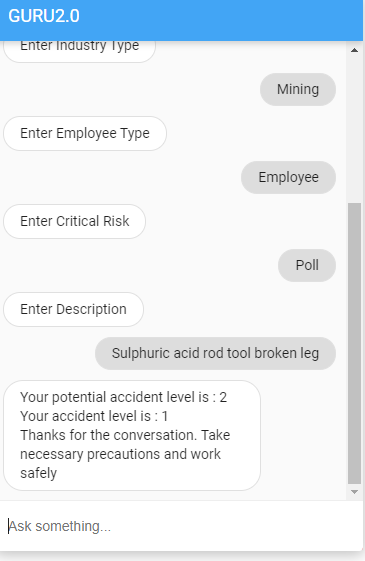 GURU2.0
Enter Industry Type
Mining
Enter Employee Type
Employee
Enter Critical Risk
Poll
Enter Description
Sulphuric acid rod tool broken leg
Your potential accident level is : 2
Your accident level is : 1
Thanks for the conversation. Take
necessary precautions and work
safely
Ask something...